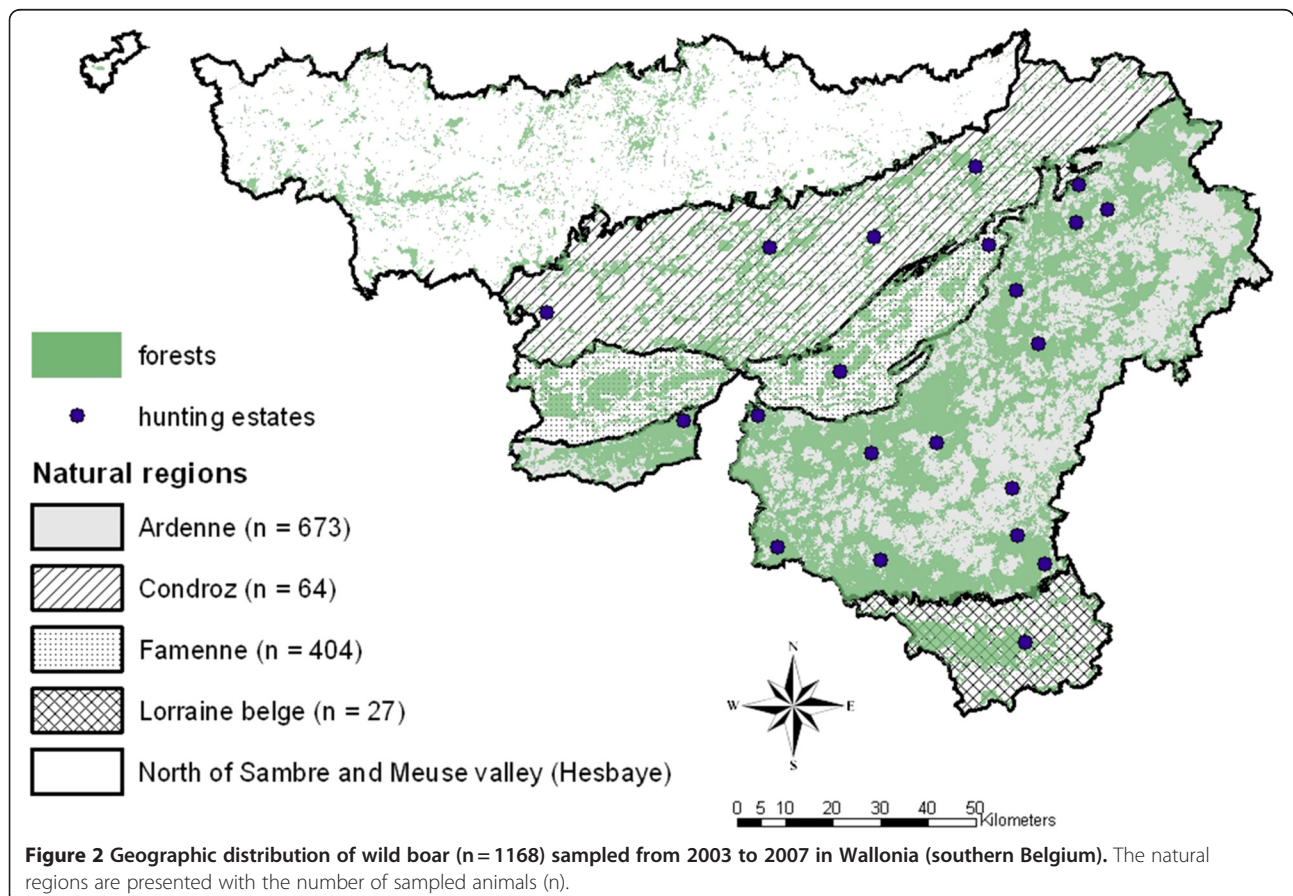 forests
hunting estates
Natural regions
Ardenne (n = 673)
Condroz (n = 64)
Famenne (n = 404)
Lorraine belge (n = 27)
North of Sambre and Meuse valley (Hesbaye)
N
W E
S
0 5 10 20 30 40 50
Kilometers
Figure 2 Geographic distribution of wild boar (n = 1168) sampled from 2003 to 2007 in Wallonia (southern Belgium). The natural
regions are presented with the number of sampled animals (n).